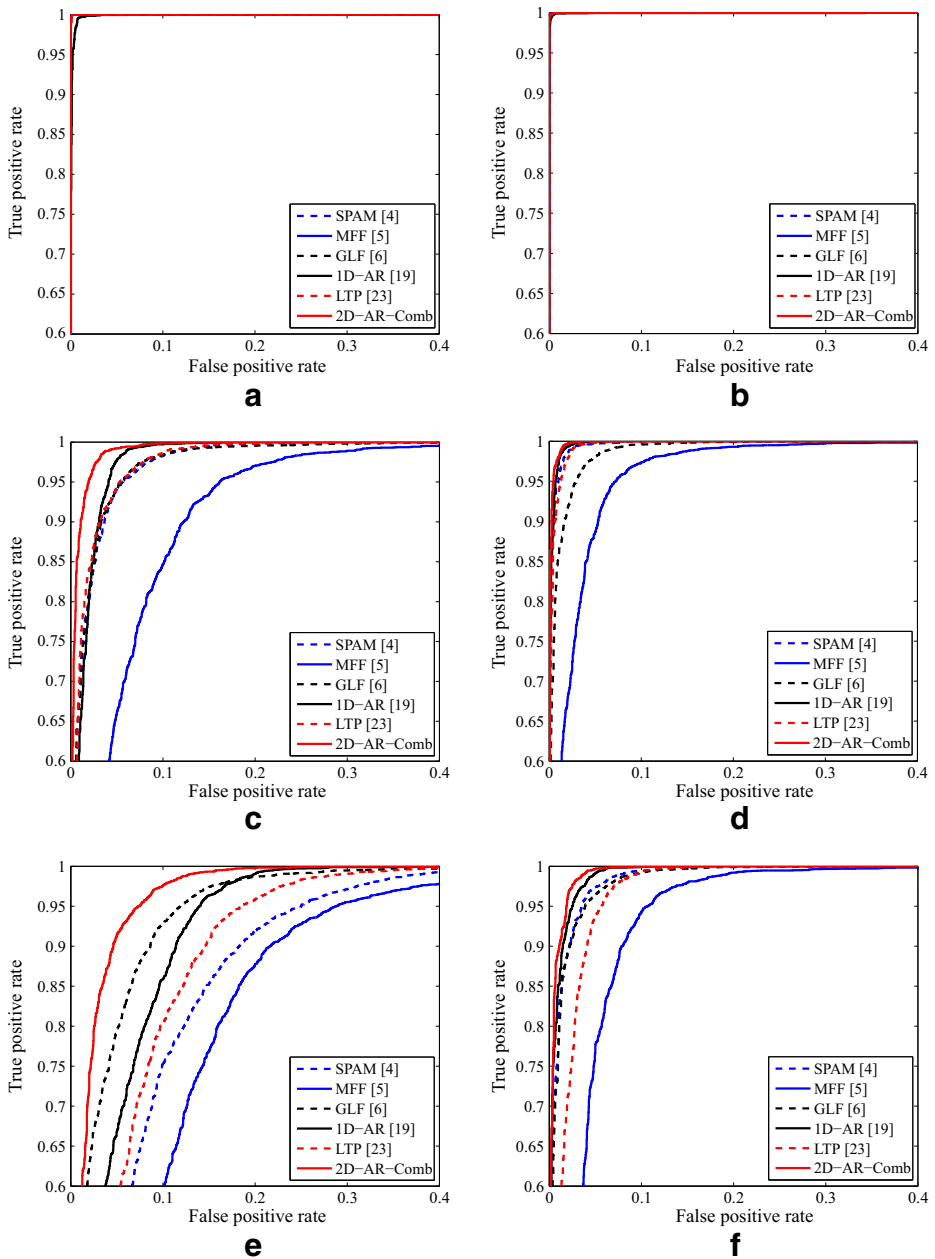 1
0.95
0.9
0.85
0.8
0.75
0.7
0.65
0.6
True positive rate
SPAM [4]
MFF [5]
GLF [6]
1D−AR [19]
LTP [23]
2D−AR−Comb
0 0.1 0.2 0.3 0.4
False positive rate
a
1
0.95
0.9
0.85
0.8
0.75
0.7
0.65
0.6
True positive rate
SPAM [4]
MFF [5]
GLF [6]
1D−AR [19]
LTP [23]
2D−AR−Comb
0 0.1 0.2 0.3 0.4
False positive rate
b
1
0.95
0.9
0.85
0.8
0.75
0.7
0.65
0.6
True positive rate
SPAM [4]
MFF [5]
GLF [6]
1D−AR [19]
LTP [23]
2D−AR−Comb
0 0.1 0.2 0.3 0.4
False positive rate
c
1
0.95
0.9
0.85
0.8
0.75
0.7
0.65
0.6
True positive rate
SPAM [4]
MFF [5]
GLF [6]
1D−AR [19]
LTP [23]
2D−AR−Comb
0 0.1 0.2 0.3 0.4
False positive rate
d
1
0.95
0.9
0.85
0.8
0.75
0.7
0.65
0.6
True positive rate
SPAM [4]
MFF [5]
GLF [6]
1D−AR [19]
LTP [23]
2D−AR−Comb
0 0.1 0.2 0.3 0.4
False positive rate
e
1
0.95
0.9
0.85
0.8
0.75
0.7
0.65
0.6
True positive rate
SPAM [4]
MFF [5]
GLF [6]
1D−AR [19]
LTP [23]
2D−AR−Comb
0 0.1 0.2 0.3 0.4
False positive rate
f